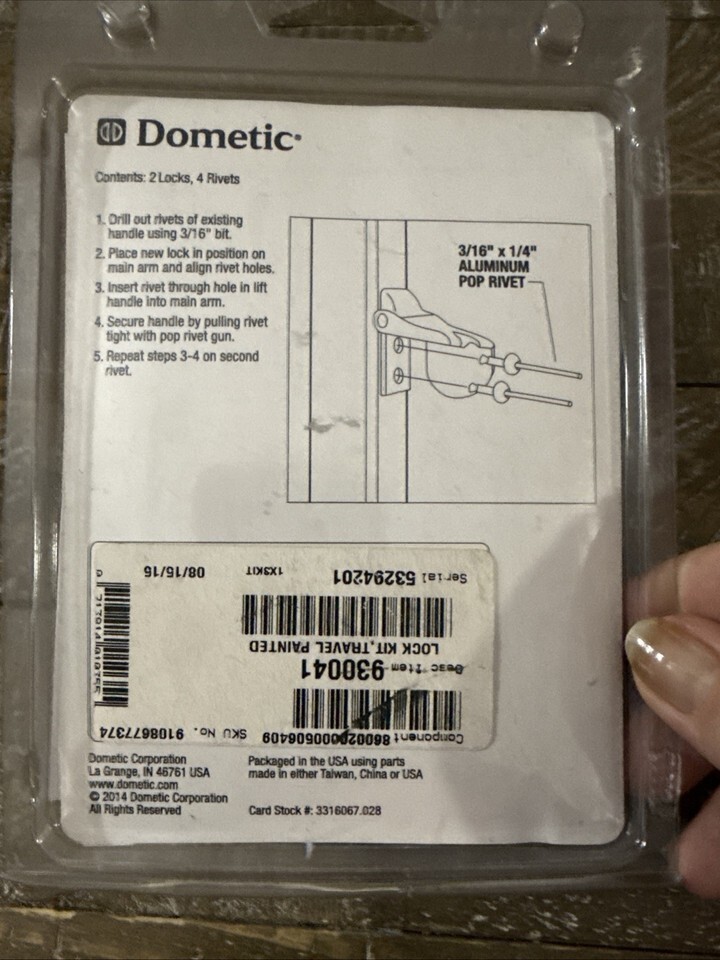 Dometic
Contents: 2 Locks, 4 Rivets
1. Drill out rivets of existing
handle using 3/16" bit.
2. Place new lock in position on
main arm and align rivet holes.
3. Insert rivet through hole in lift
handle into main arm.
4. Secure handle by pulling rivet
tight with pop rivet gun.
5. Repeat steps 3-4 on second
rivet.
3/16" x 1/4"
ALUMINUM
POP RIVET
Component 860020000506409 SKU No. 9108677374
Desc Item 930041
LOCK KIT,TRAVEL PAINTED
Serial 53294201 1X3KIT 08/15/15
Dometic Corporation
La Grange, IN 46761 USA
www.dometic.com
© 2014 Dometic Corporation
All Rights Reserved
Packaged in the USA using parts
made in either Taiwan, China or USA
Card Stock #: 3316067.028